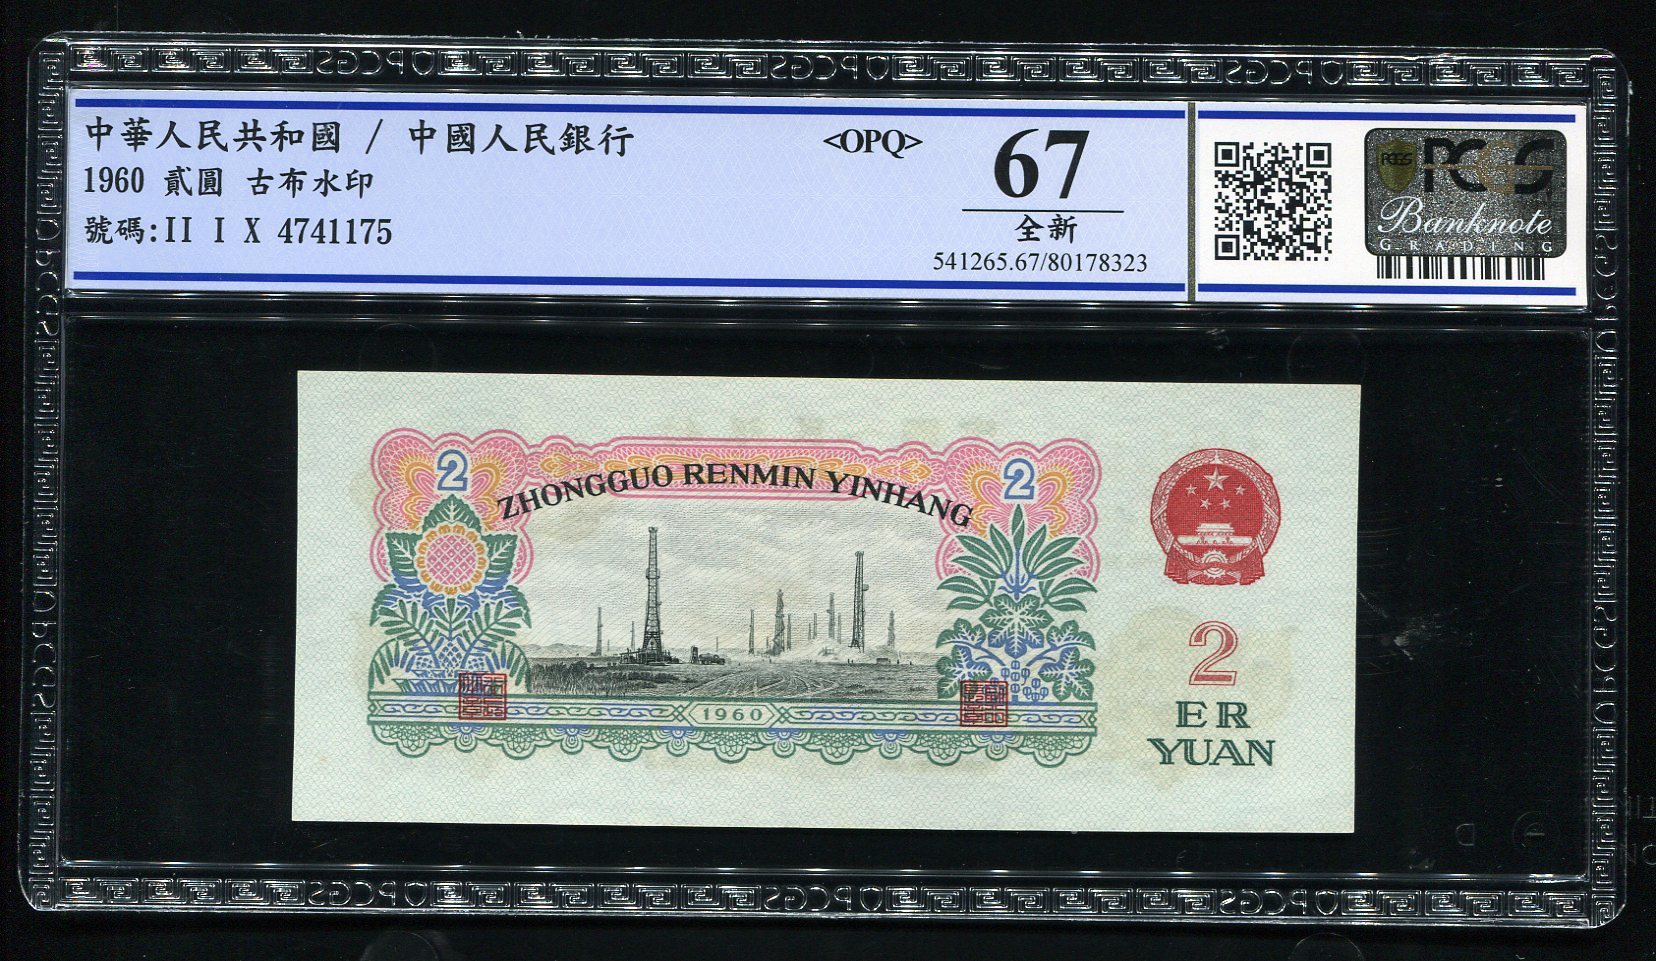 中華人民共和國 / 中國人民銀行
1960 貳圓 古布水印
號碼:II I X 4741175
<OPQ>
67
全新
541265.67/80178323
PCGS
PCGS
Banknote
GRADING
2
2
ZHONGGUO RENMIN YINHANG
1960
2
ER
YUAN